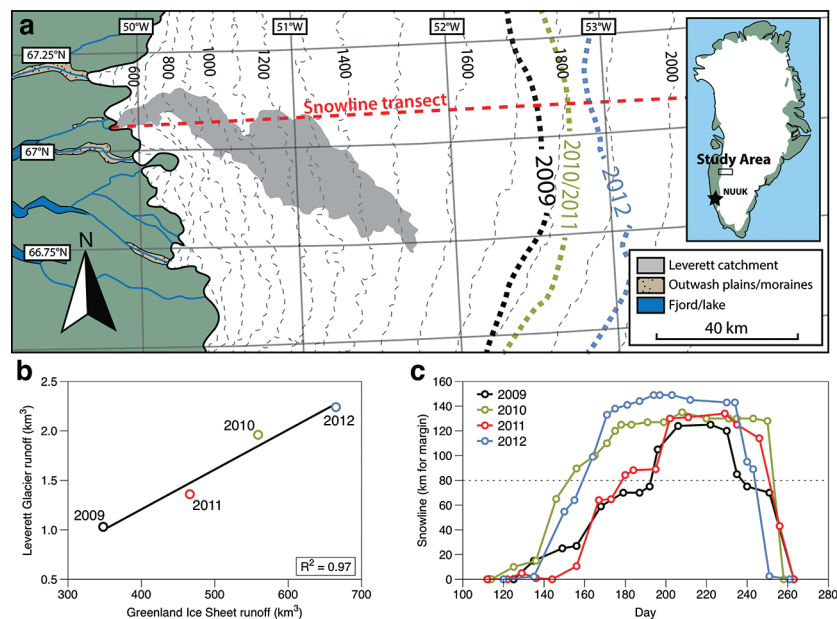 a
50°W
51°W
52°W
53°W
67.25°N
67°N
66.75°N
600
800
1000
1200
1400
1600
1800
2000
Snowline transect
2009
2010/2011
2012
N
Study Area
NUUK
Leverett catchment
Outwash plains/moraines
Fjord/lake
40 km
b
Leverett Glacier runoff (km³)
2.5
2.0
1.5
1.0
0.5
2009
2011
2010
2012
R² = 0.97
300
400
500
600
700
Greenland Ice Sheet runoff (km³)
c
Snowline (km for margin)
160
140
120
100
80
60
40
20
0
2009
2010
2011
2012
100
120
140
160
180
200
220
240
260
280
Day